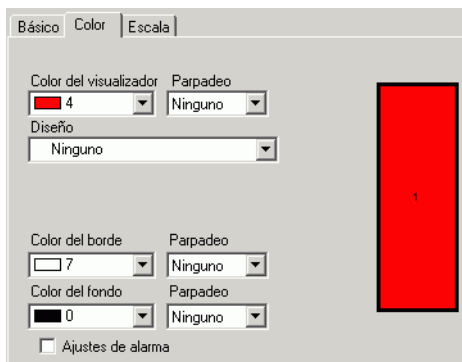 Básico Color Escala
Color del visualizador Parpadeo
4 Ninguno
Diseño
Ninguno
1
Color del borde Parpadeo
7 Ninguno
Color del fondo Parpadeo
0 Ninguno
Ajustes de alarma